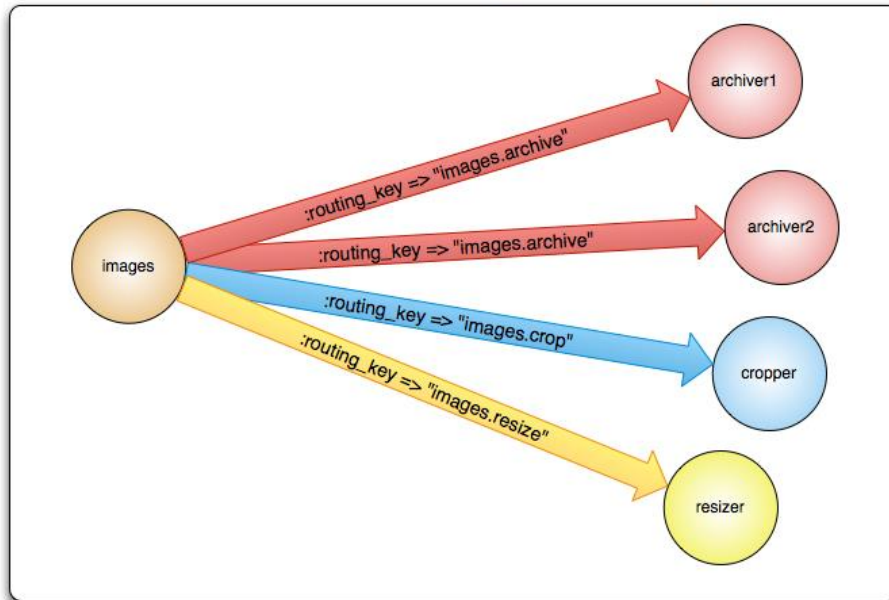 archiver1
:routing_key => "images.archive"
archiver2
:routing_key => "images.archive"
images
:routing_key => "images.crop"
cropper
:routing_key => "images.resize"
resizer